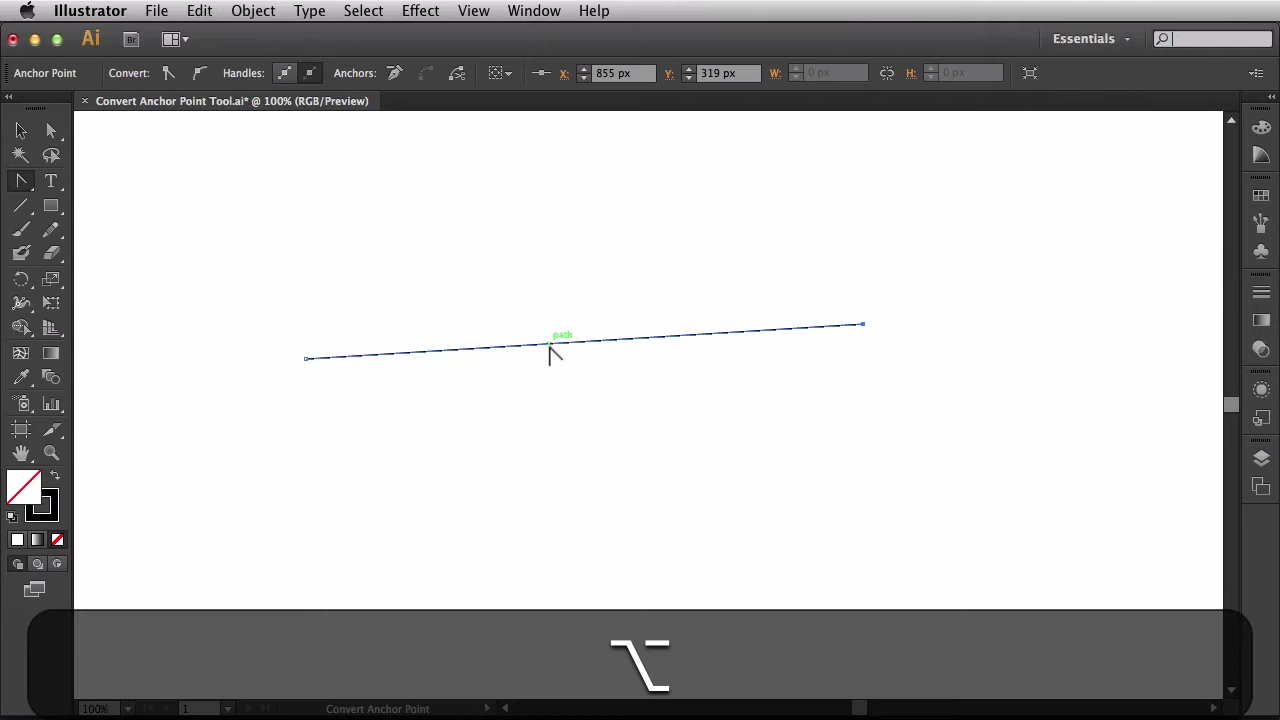 Illustrator File Edit Object Type Select Effect View Window Help
Ai Br Essentials
Anchor Point Convert: Handles: Anchors: X: 855 px Y: 319 px W: 0 px H: 0 px
× Convert Anchor Point Tool.ai* @ 100% (RGB/Preview)
T
path
⌥
100% 1 Convert Anchor Point